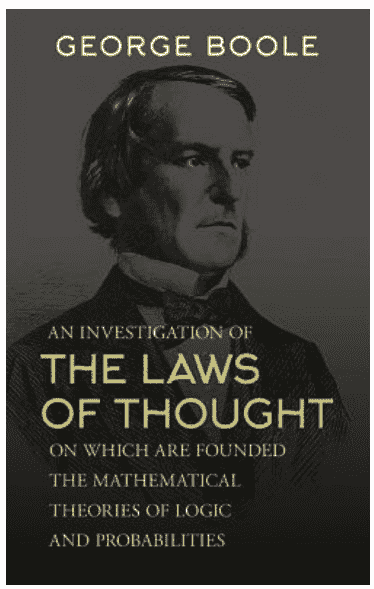 GEORGE BOOLE
AN INVESTIGATION OF
THE LAWS
OF THOUGHT
ON WHICH ARE FOUNDED
THE MATHEMATICAL
THEORIES OF LOGIC
AND PROBABILITIES